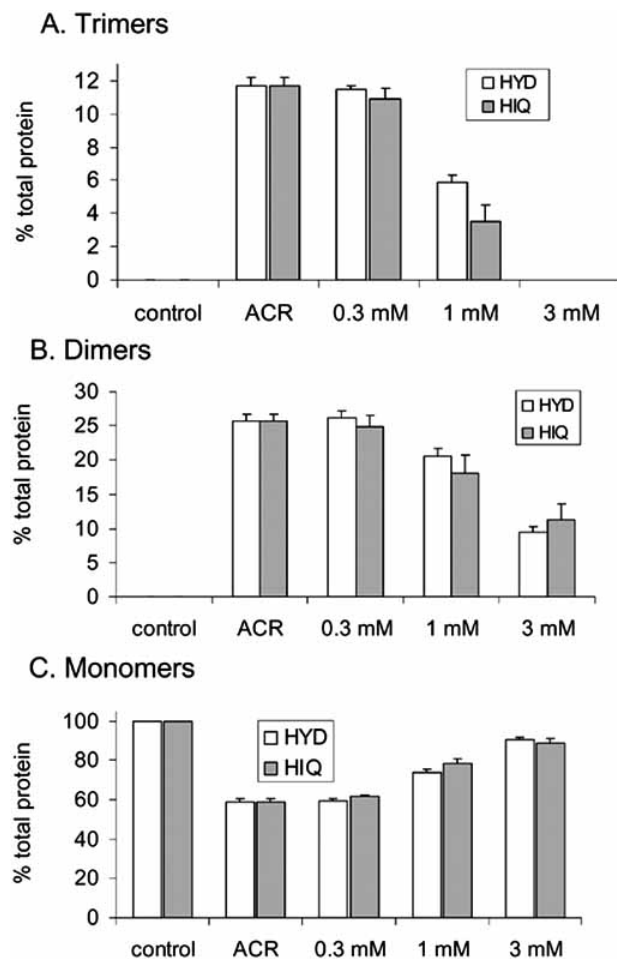 A. Trimers
% total protein
12
10
8
6
4
2
0
HYD
HIQ
control ACR 0.3 mM 1 mM 3 mM
B. Dimers
% total protein
30
25
20
15
10
5
0
HYD
HIQ
control ACR 0.3 mM 1 mM 3 mM
C. Monomers
% total protein
100
80
60
40
20
0
HYD
HIQ
control ACR 0.3 mM 1 mM 3 mM